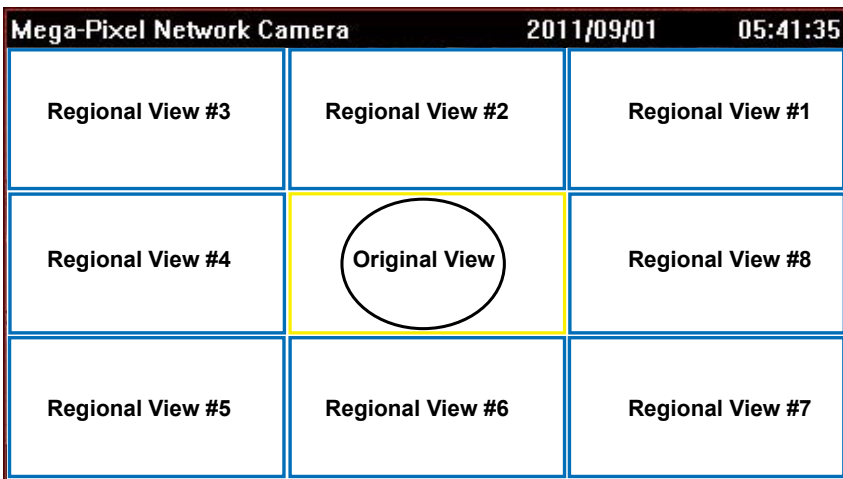 Mega-Pixel Network Camera 2011/09/01 05:41:35
Regional View #3 Regional View #2 Regional View #1
Regional View #4 Original View Regional View #8
Regional View #5 Regional View #6 Regional View #7